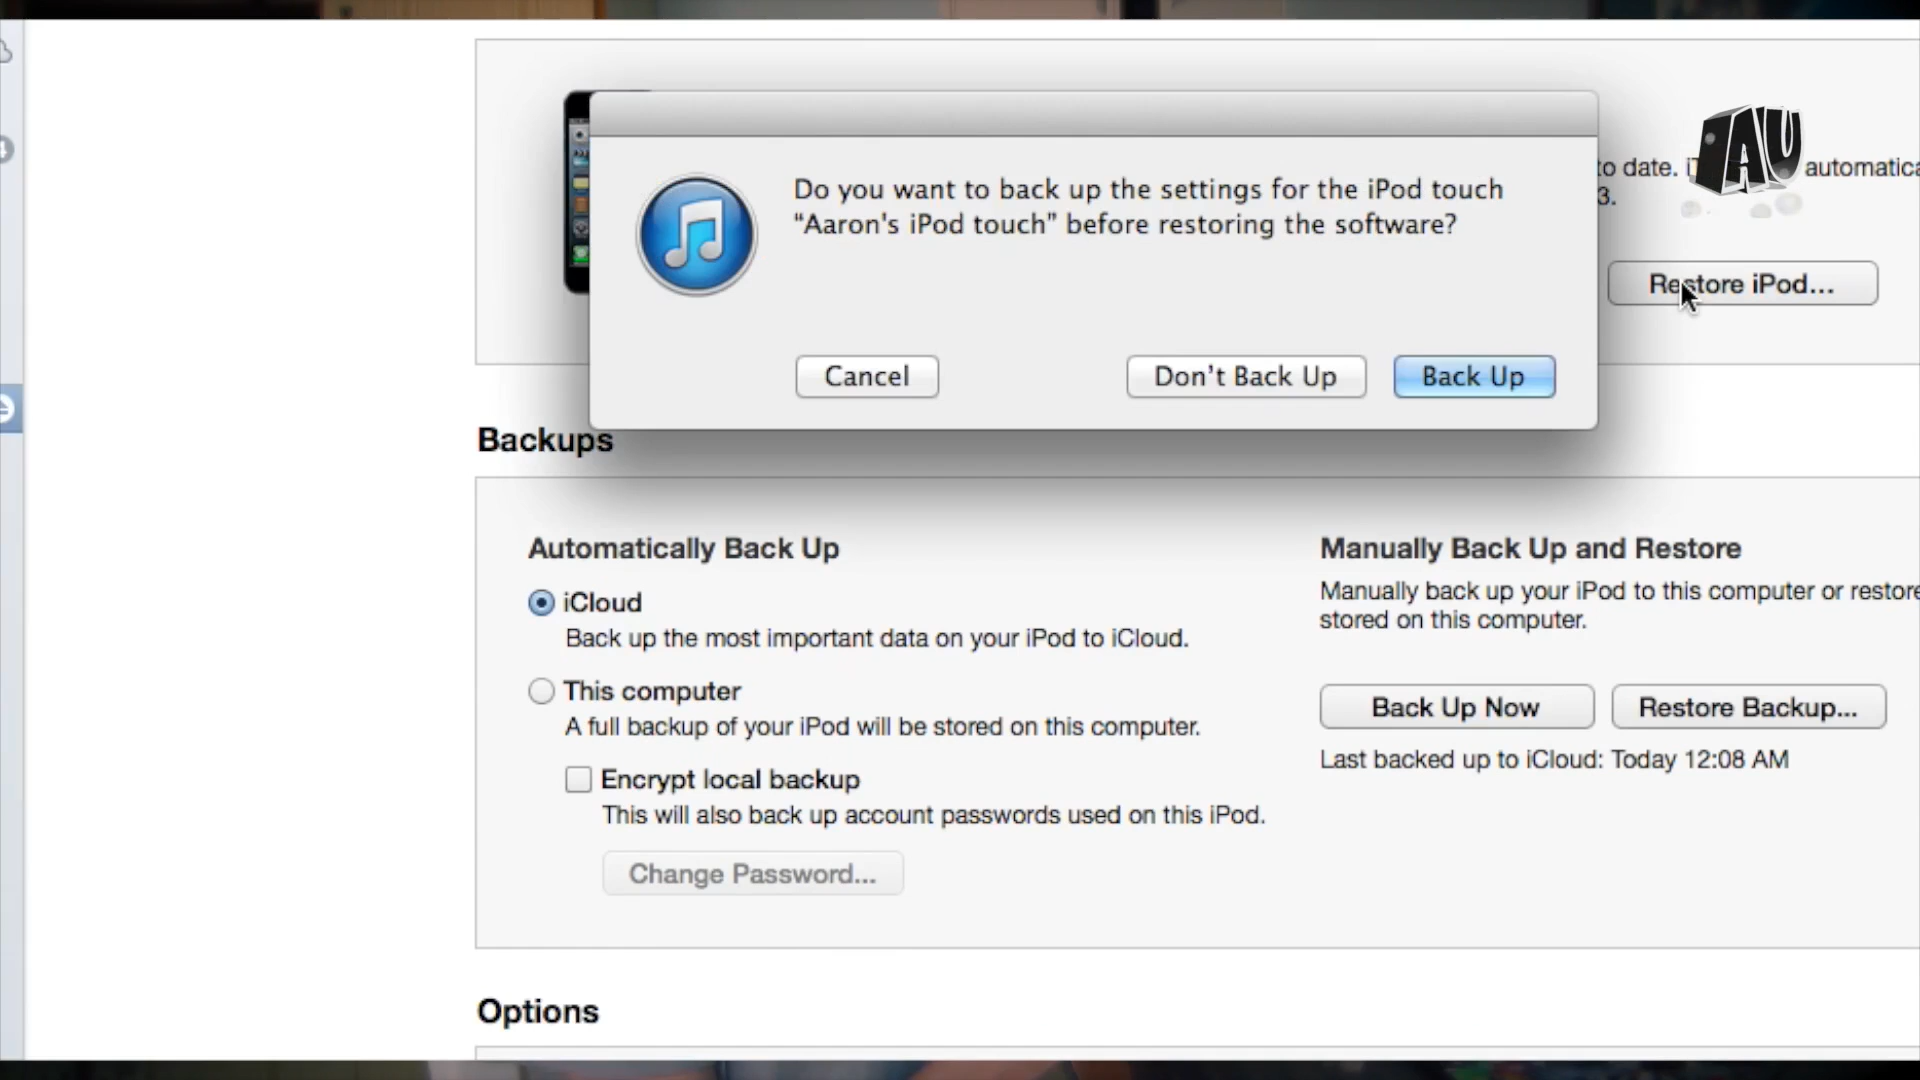 Do you want to back up the settings for the iPod touch
“Aaron's iPod touch” before restoring the software?
to date.
automatica
3.
AU
Restore iPod...
Cancel
Don't Back Up
Back Up
Backups
Automatically Back Up
iCloud
Back up the most important data on your iPod to iCloud.
This computer
A full backup of your iPod will be stored on this computer.
Encrypt local backup
This will also back up account passwords used on this iPod.
Change Password...
Manually Back Up and Restore
Manually back up your iPod to this computer or restore
stored on this computer.
Back Up Now
Restore Backup...
Last backed up to iCloud: Today 12:08 AM
Options